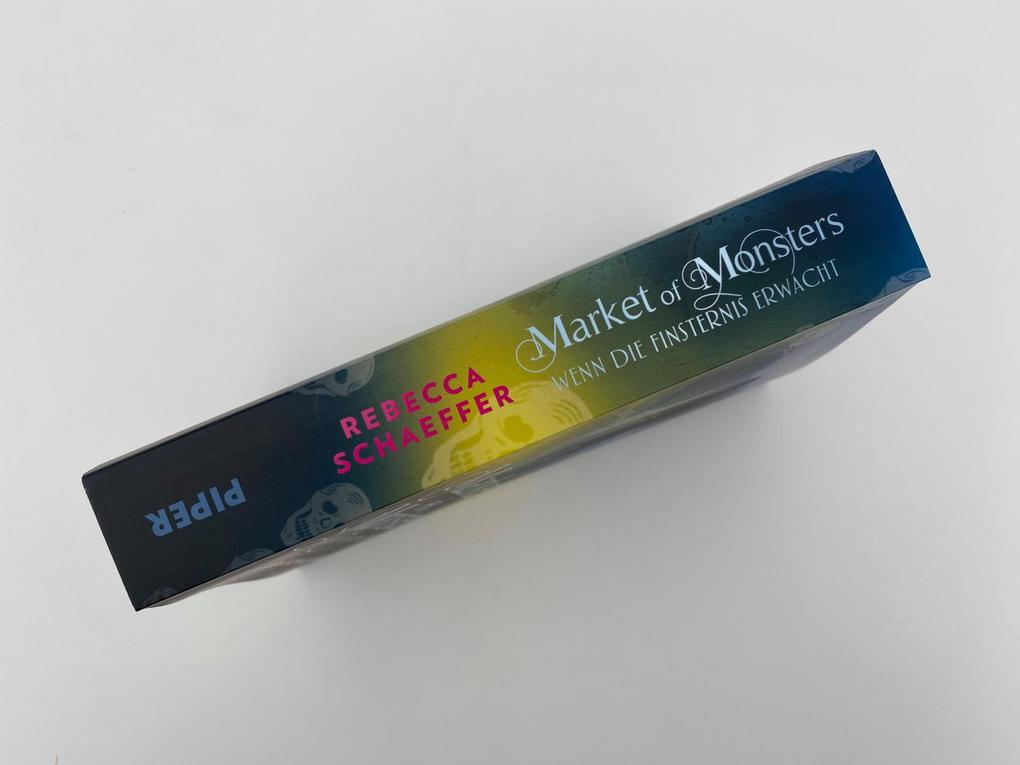 REBECCA
SCHAEFFER
Market of Monsters
WENN DIE FINSTERNIS ERWACHT
PIPER